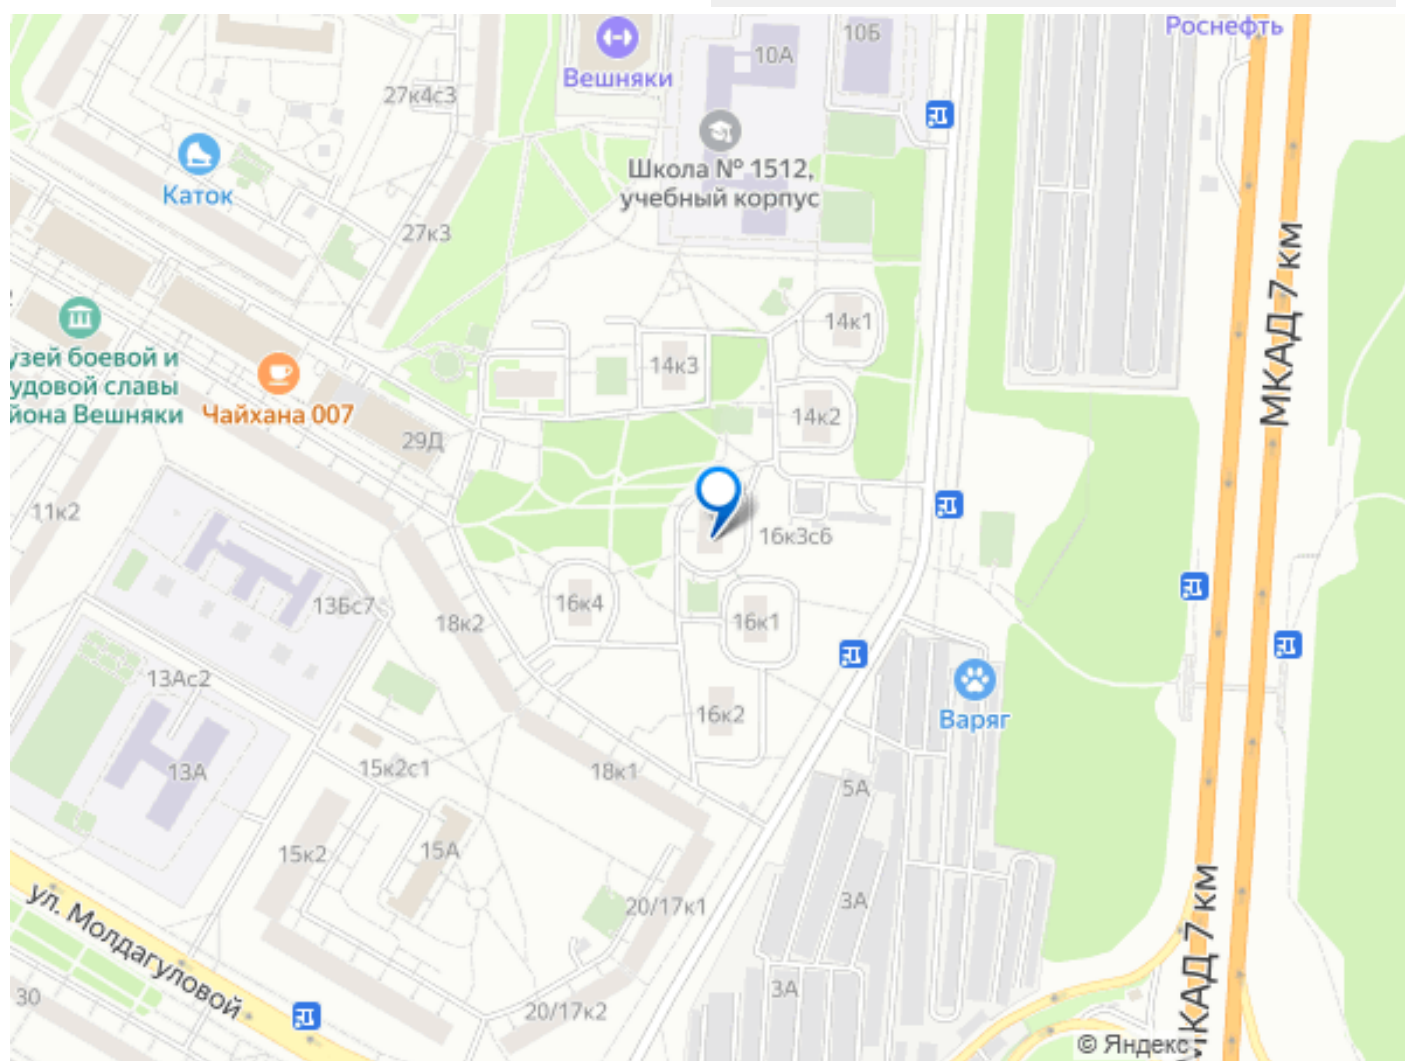 Роснефть
10Б
10А
Вешняки
27к4с3
Школа № 1512,
учебный корпус
Каток
27к3
МКАД 7 км
14к1
узей боевой и
удовой славы
йона Вешняки
14к3
Чайхана 007
14к2
29Д
11к2
16к3с6
16к4
13Бс7
18к2
16к1
13Ас2
16к2
Варяг
13А
15к2с1
18к1
5А
15к2
15А
3А
20/17к1
ул. Молдагуловой
МКАД 7 км
30
20/17к2
3А
© Яндекс